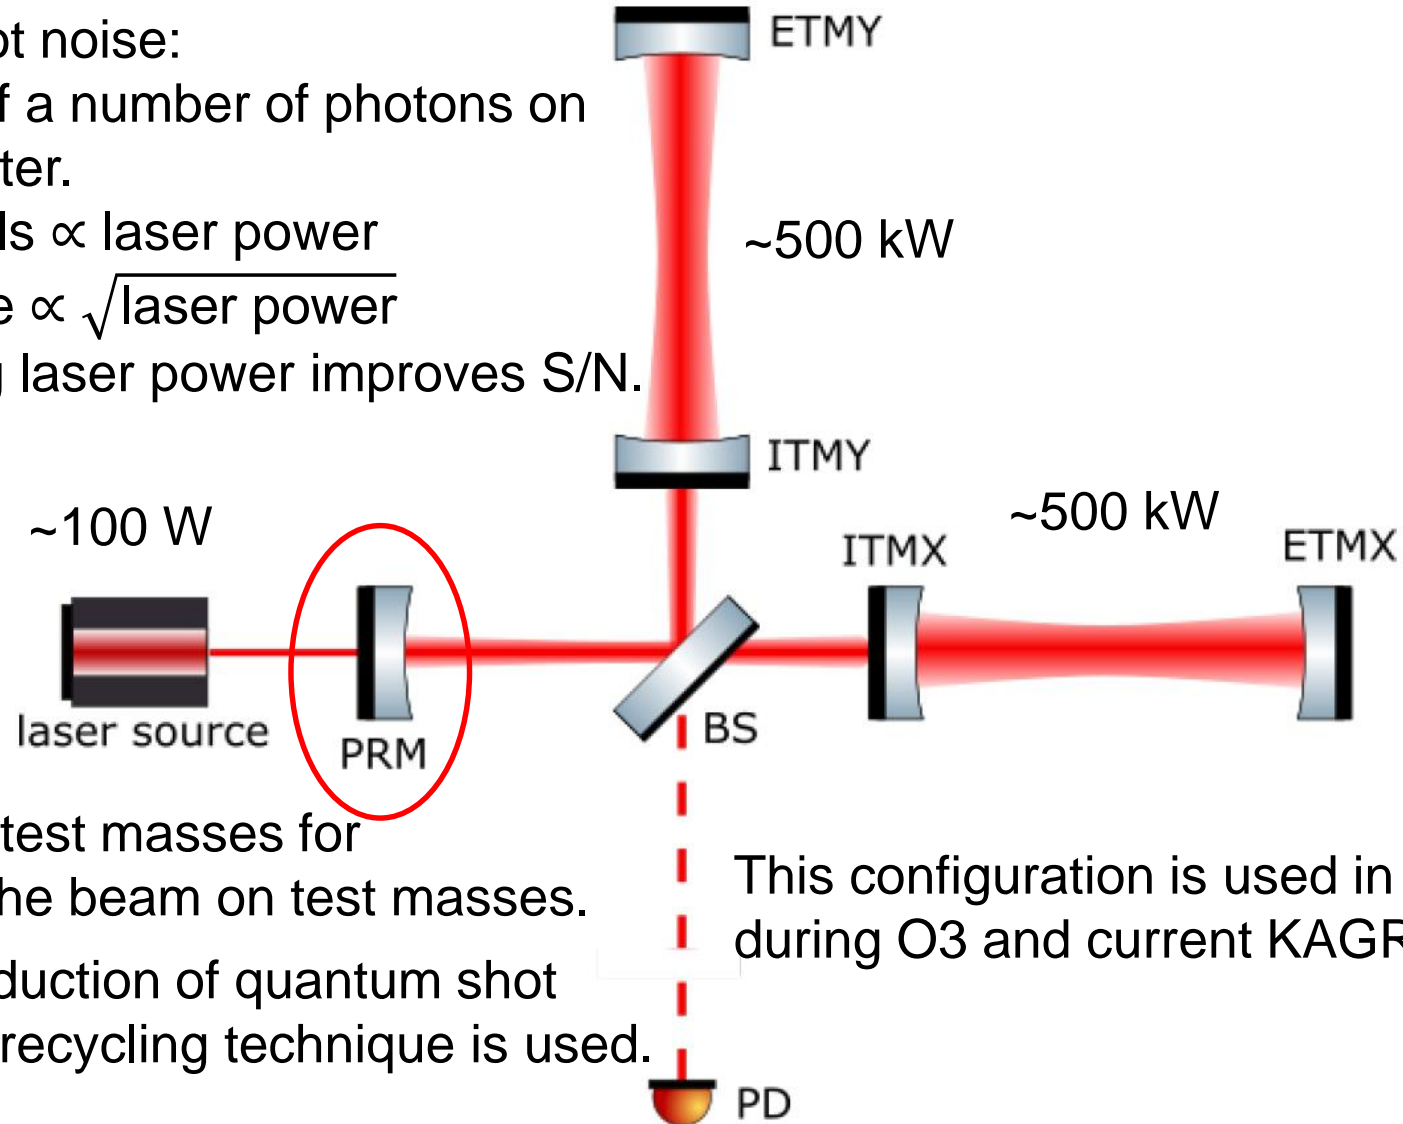 ot noise:
f a number of photons on
ter.
ls ∝ laser power
e ∝ √laser power
g laser power improves S/N.
ETMY
~500 kW
ITMY
~100 W
~500 kW
ITMX
ETMX
laser source
PRM
BS
test masses for
he beam on test masses.
duction of quantum shot
recycling technique is used.
This configuration is used in
during O3 and current KAGR
PD